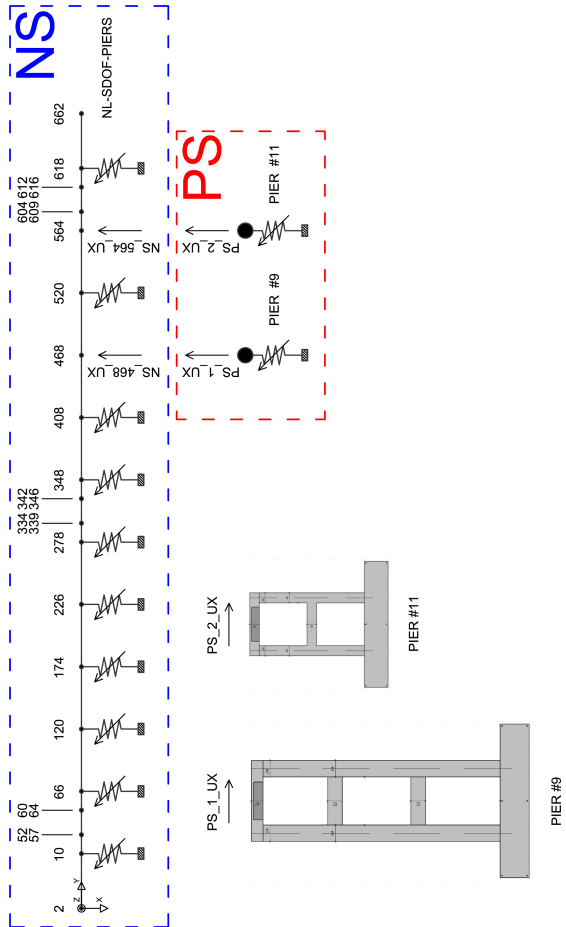 NS
52 60 334 342 604 612
57 64 339 346 609 616
2 10 66 120 174 226 278 348 408 468 520 564 618 662
Z
Y
X
NS_468_UX
NS_564_UX
NL-SDOF-PIERS
PS
PS_1_UX
PS_2_UX
PIER #9
PIER #11
PS_1_UX
PIER #9
PS_2_UX
PIER #11